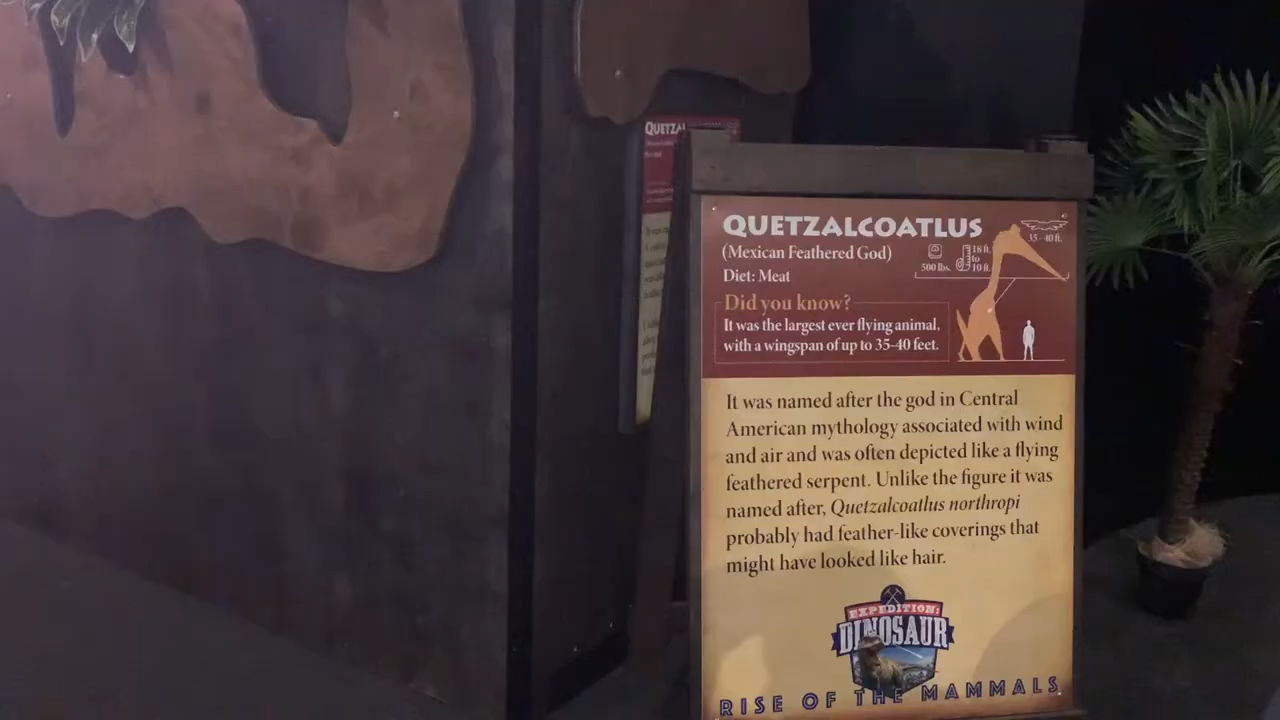 QUETZAL
QUETZALCOATLUS
(Mexican Feathered God)
Diet: Meat
35 - 40 ft.
500 lbs.
18 ft.
to
10 ft.
Did you know?
It was the largest ever flying animal,
with a wingspan of up to 35-40 feet.
It was named after the god in Central
American mythology associated with wind
and air and was often depicted like a flying
feathered serpent. Unlike the figure it was
named after, Quetzalcoatlus northropi
probably had feather-like coverings that
might have looked like hair.
EXPEDITION:
DINOSAUR
RISE OF THE MAMMALS